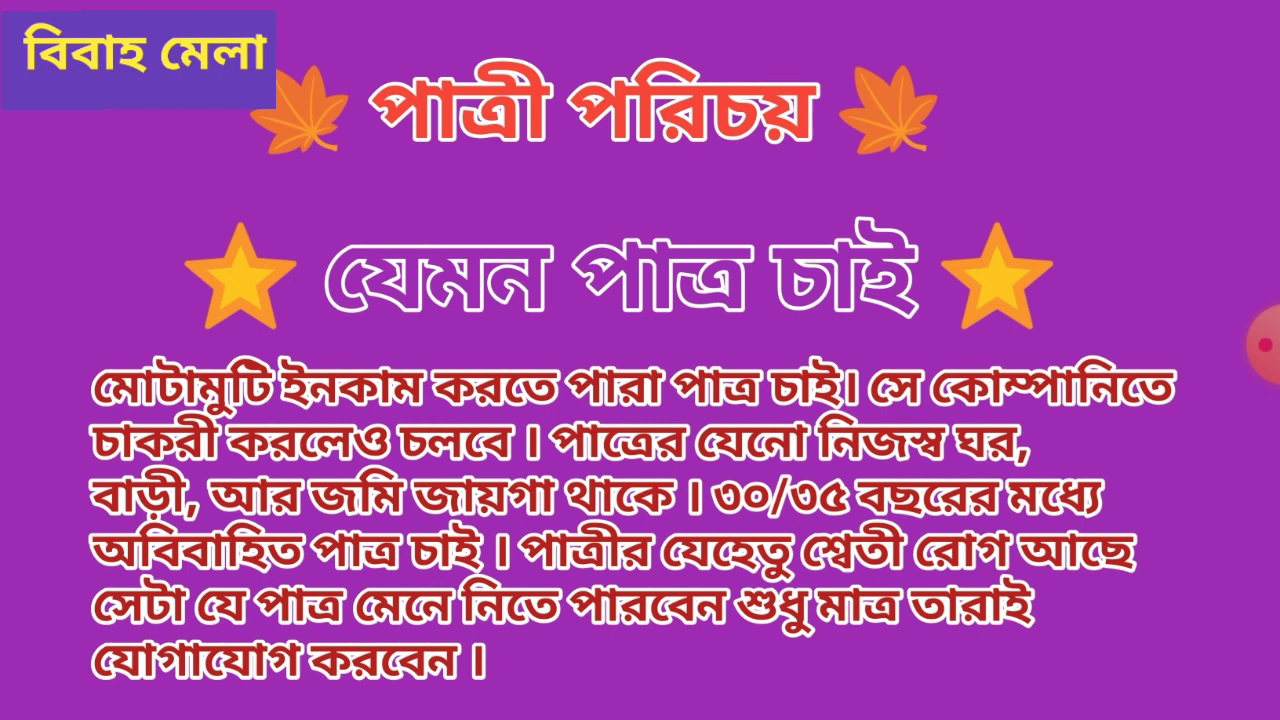 বিবাহ মেলা
পাত্রী পরিচয়
যেমন পাত্র চাই
মোটামুটি ইনকাম করতে পারা পাত্র চাই। সে কোম্পানিতে
চাকরী করলেও চলবে । পাত্রের যেনো নিজস্ব ঘর,
বাড়ী, আর জমি জায়গা থাকে । ৩০/৩৫ বছরের মধ্যে
অবিবাহিত পাত্র চাই । পাত্রীর যেহেতু শ্বেতী রোগ আছে
সেটা যে পাত্র মেনে নিতে পারবেন শুধু মাত্র তারাই
যোগাযোগ করবেন ।